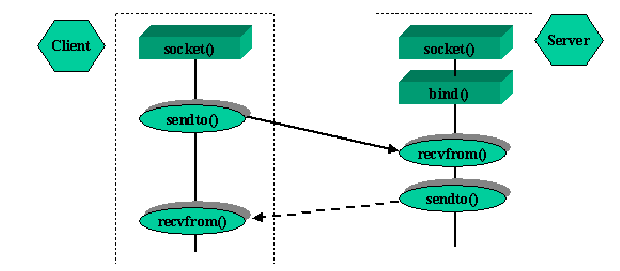 Client
socket()
sendto()
recvfrom()
Server
socket()
bind()
recvfrom()
sendto()